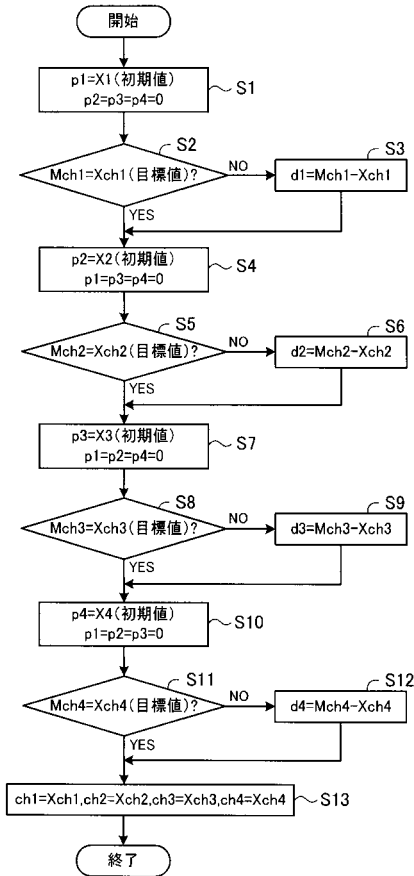 開始
p1=X1(初期値)
p2=p3=p4=0
S1
S2
Mch1=Xch1(目標値)?
NO
S3
d1=Mch1-Xch1
YES
p2=X2(初期値)
p1=p3=p4=0
S4
S5
Mch2=Xch2(目標値)?
NO
S6
d2=Mch2-Xch2
YES
p3=X3(初期値)
p1=p2=p4=0
S7
S8
Mch3=Xch3(目標値)?
NO
S9
d3=Mch3-Xch3
YES
p4=X4(初期値)
p1=p2=p3=0
S10
S11
Mch4=Xch4(目標値)?
NO
S12
d4=Mch4-Xch4
YES
ch1=Xch1,ch2=Xch2,ch3=Xch3,ch4=Xch4
S13
終了